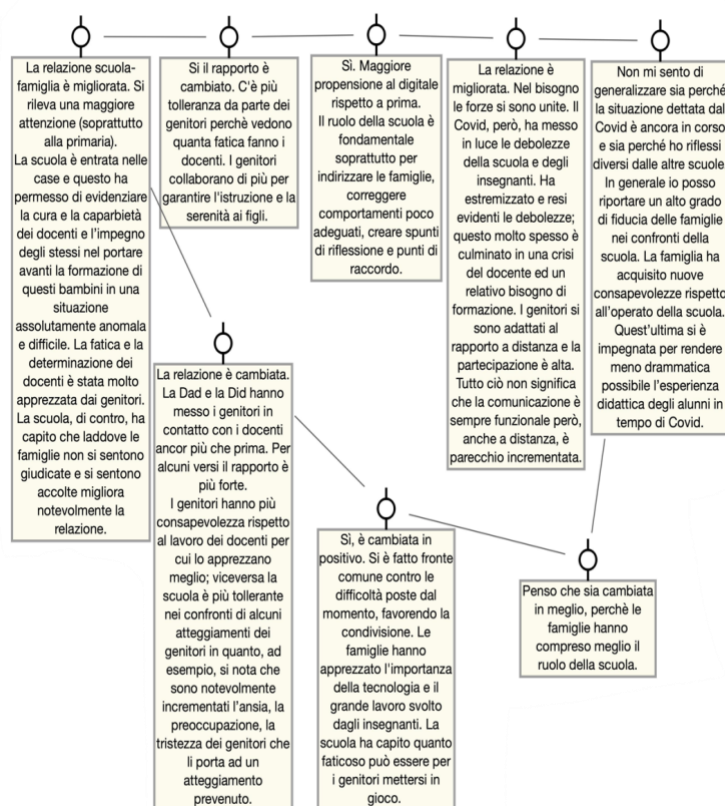 La relazione scuola-
famiglia è migliorata. Si
rileva una maggiore
attenzione (soprattutto
alla primaria).
La scuola è entrata nelle
case e questo ha
permesso di evidenziare
la cura e la caparbietà
dei docenti e l'impegno
degli stessi nel portare
avanti la formazione di
questi bambini in una
situazione
assolutamente anomala
e difficile. La fatica e la
determinazione dei
docenti è stata molto
apprezzata dai genitori.
La scuola, di contro, ha
capito che laddove le
famiglie non si sentono
giudicate e si sentono
accolte migliora
notevolmente la
relazione.
Si il rapporto è
cambiato. C'è più
tolleranza da parte dei
genitori perchè vedono
quanta fatica fanno i
docenti. I genitori
collaborano di più per
garantire l'istruzione e la
serenità ai figli.
Sì. Maggiore
propensione al digitale
rispetto a prima.
Il ruolo della scuola è
fondamentale
soprattutto per
indirizzare le famiglie,
correggere
comportamenti poco
adeguati, creare spunti
di riflessione e punti di
raccordo.
La relazione è
migliorata. Nel bisogno
le forze si sono unite. Il
Covid, però, ha messo
in luce le debolezze
della scuola e degli
insegnanti. Ha
estremizzato e resi
evidenti le debolezze;
questo molto spesso è
culminato in una crisi
del docente ed un
relativo bisogno di
formazione. I genitori si
sono adattati al
rapporto a distanza e la
partecipazione è alta.
Tutto ciò non significa
che la comunicazione è
sempre funzionale però,
anche a distanza, è
parecchio incrementata.
Non mi sento di
generalizzare sia perché
la situazione dettata dal
Covid è ancora in corso
e sia perché ho riflessi
diversi dalle altre scuole.
In generale io posso
riportare un alto grado
di fiducia delle famiglie
nei confronti della
scuola. La famiglia ha
acquisito nuove
consapevolezze rispetto
all'operato della scuola.
Quest'ultima si è
impegnata per rendere
meno drammatica
possibile l'esperienza
didattica degli alunni in
tempo di Covid.
La relazione è cambiata.
La Dad e la Did hanno
messo i genitori in
contatto con i docenti
ancor più che prima. Per
alcuni versi il rapporto è
più forte.
I genitori hanno più
consapevolezza rispetto
al lavoro dei docenti per
cui lo apprezzano
meglio; viceversa la
scuola è più tollerante
nei confronti di alcuni
atteggiamenti dei
genitori in quanto, ad
esempio, si nota che
sono notevolmente
incrementati l'ansia, la
preoccupazione, la
tristezza dei genitori che
li porta ad un
atteggiamento
prevenuto.
Sì, è cambiata in
positivo. Si è fatto fronte
comune contro le
difficoltà poste dal
momento, favorendo la
condivisione. Le
famiglie hanno
apprezzato l'importanza
della tecnologia e il
grande lavoro svolto
dagli insegnanti. La
scuola ha capito quanto
faticoso può essere per
i genitori mettersi in
gioco.
Penso che sia cambiata
in meglio, perchè le
famiglie hanno
compreso meglio il
ruolo della scuola.